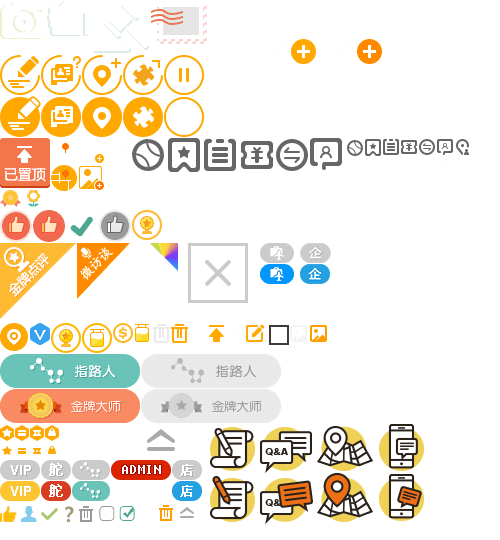 已置顶
金牌点评
微访谈
企
企
指路人
指路人
金牌大师
金牌大师
VIP 舵 ADMIN 店
VIP 舵 店
Q&A
Q&